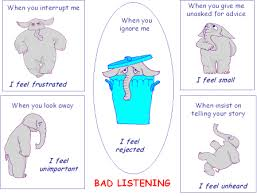 When you interrupt me
I feel frustrated
When you
ignore me
I feel
rejected
When you give me
unasked for advice
I feel small
When you look away
I feel
unimportant
When insist on
telling your story
I feel unheard
BAD LISTENING